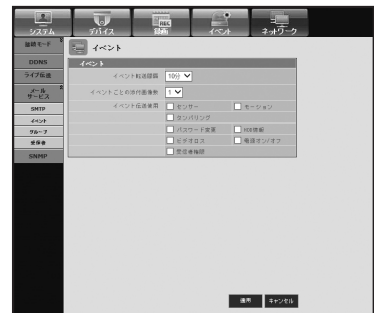 システム デバイス 録画 イベント ネットワーク
REC
接続モード
DDNS
ライブ伝送
メール
サービス
SMTP
イベント
グループ
受信者
SNMP
イベント
イベント
イベント転送間隔 10分
イベントごとの添付画像数 1
イベント伝送適用 センサー モーション
タンパリング
パスワード変更 HDD情報
ビデオロス 電源オン/オフ
受信者権限
適用 キャンセル